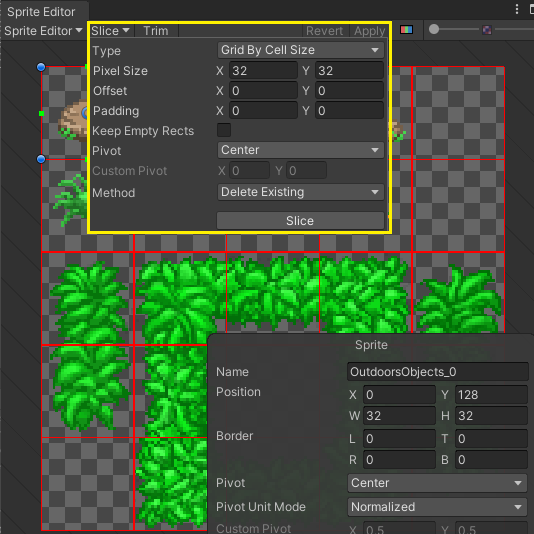 Sprite Editor
Sprite Editor Slice Trim Revert Apply
Type Grid By Cell Size
Pixel Size X 32 Y 32
Offset X 0 Y 0
Padding X 0 Y 0
Keep Empty Rects
Pivot Center
Custom Pivot X 0 Y 0
Method Delete Existing
Slice
Sprite
Name OutdoorsObjects_0
Position X 0 Y 128
W 32 H 32
Border L 0 T 0
R 0 B 0
Pivot Center
Pivot Unit Mode Normalized
Custom Pivot X 0.5 Y 0.5